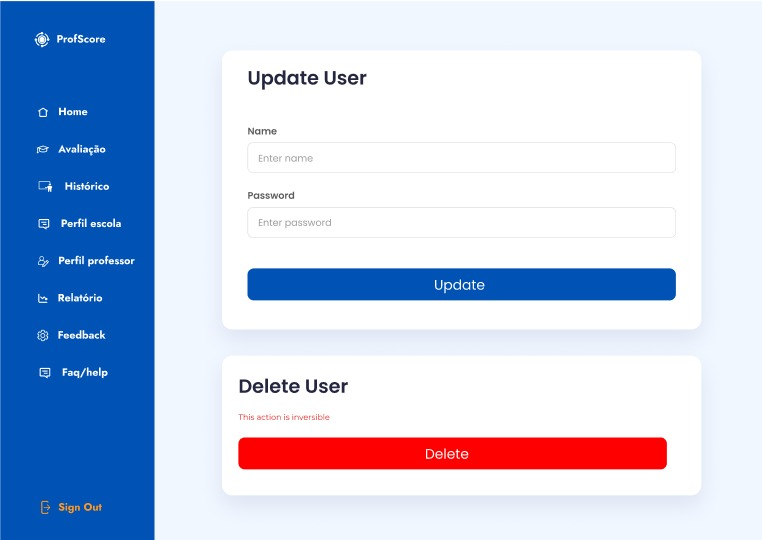 ProfScore
Home
Avaliação
Histórico
Perfil escola
Perfil professor
Relatório
Feedback
Faq/help
Sign Out
Update User
Name
Enter name
Password
Enter password
Update
Delete User
This action is inversible
Delete